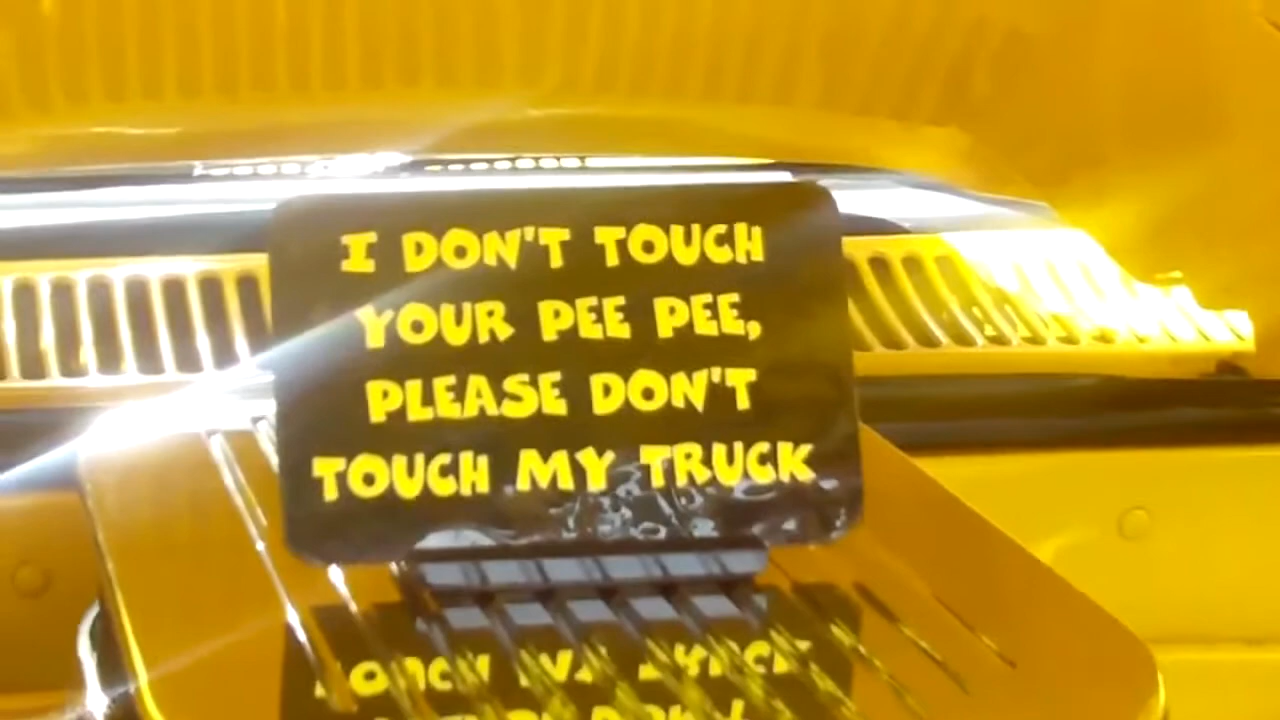 I DON'T TOUCH
YOUR PEE PEE,
PLEASE DON'T
TOUCH MY TRUCK